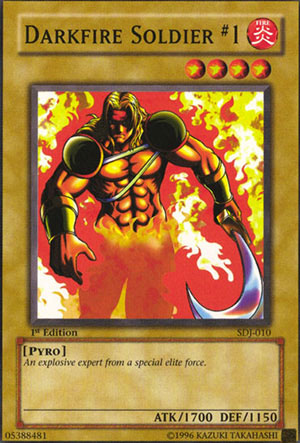 DARKFIRE SOLDIER #1
FIRE
炎
1st Edition
SDJ-010
[PYRO]
An explosive expert from a special elite force.
ATK/1700 DEF/1150
05388481
©1996 KAZUKI TAKAHASHI